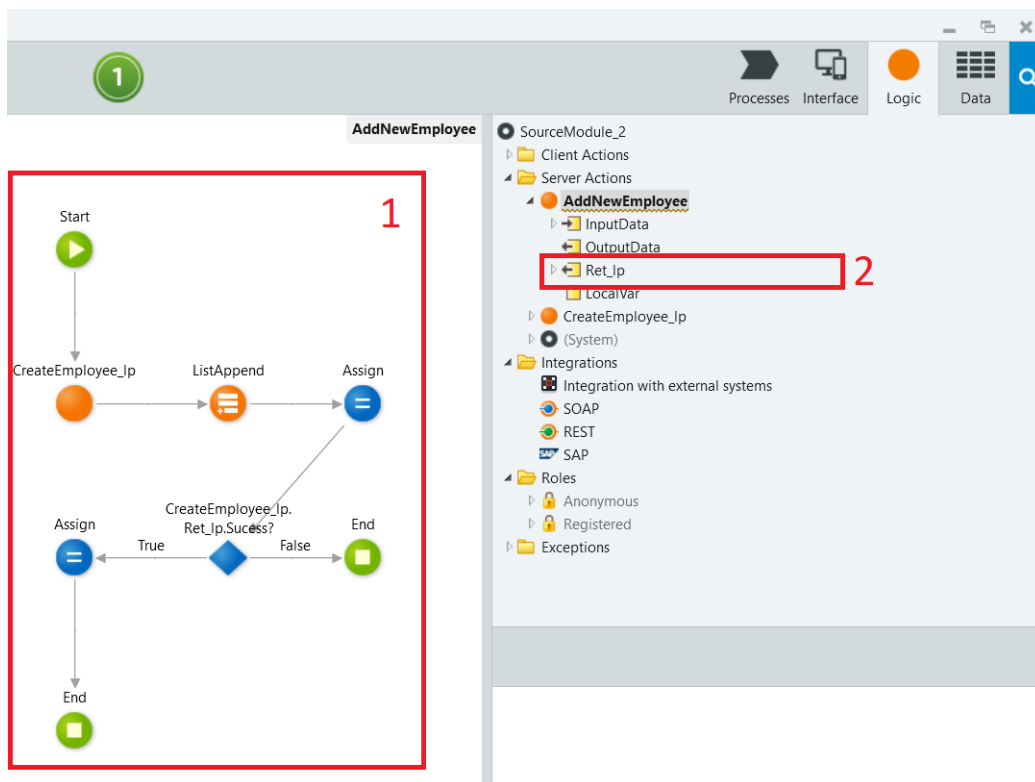 1
Processes
Interface
Logic
Data
AddNewEmployee
1
Start
CreateEmployee_Ip
ListAppend
Assign
CreateEmployee_Ip.
Ret_Ip.Sucess?
Assign
True
False
End
End
SourceModule_2
Client Actions
Server Actions
AddNewEmployee
InputData
OutputData
Ret_Ip
2
LocalVar
CreateEmployee_Ip
(System)
Integrations
Integration with external systems
SOAP
REST
SAP
SAP
Roles
Anonymous
Registered
Exceptions